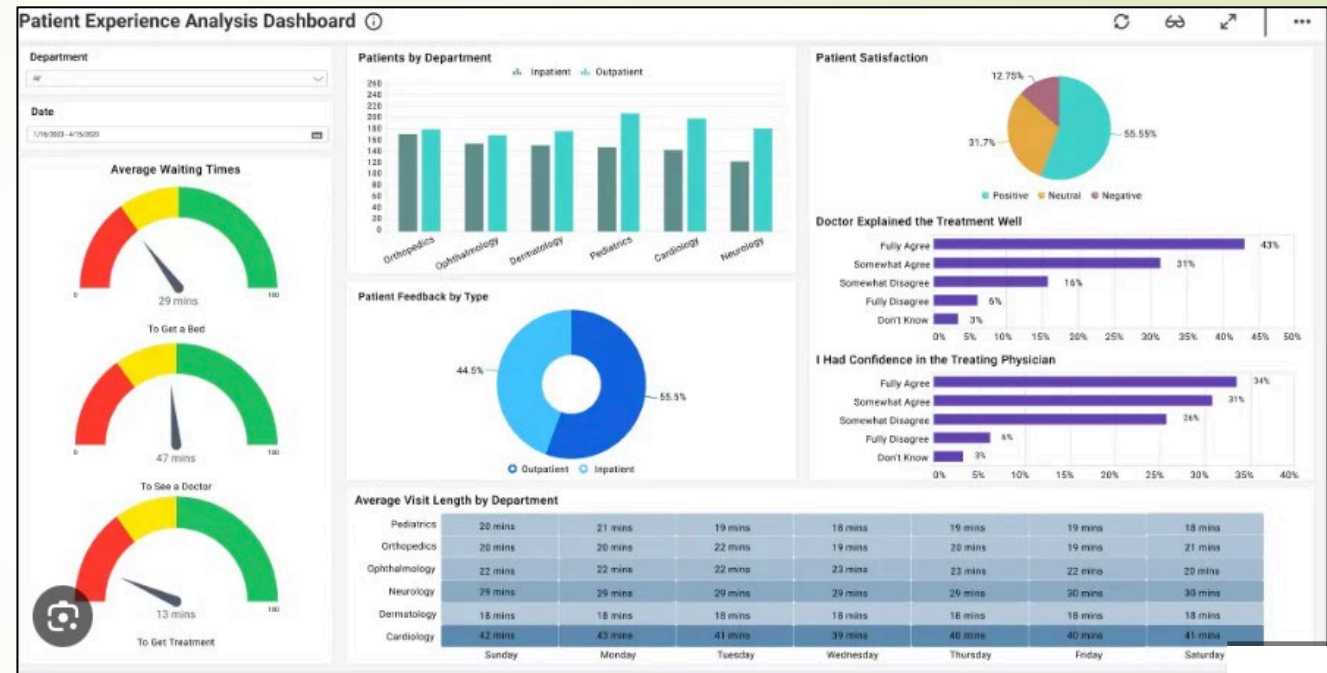 Patient Experience Analysis Dashboard
Department
Date
1/16/2023 - 4/15/2023
Average Waiting Times
0
29 mins
100
To Get a Bed
0
47 mins
100
To See a Doctor
13 mins
100
To Get Treatment
Patients by Department
Inpatient Outpatient
260
240
220
200
180
160
140
120
100
80
60
40
20
0
Orthopedics Ophthalmology Dermatology Pediatrics Cardiology Neurology
Patient Feedback by Type
44.5%
55.5%
Outpatient Inpatient
Patient Satisfaction
12.75%
31.7%
55.55%
Positive Neutral Negative
Doctor Explained the Treatment Well
Fully Agree 43%
Somewhat Agree 31%
Somewhat Disagree 16%
Fully Disagree 6%
Don't Know 3%
0% 5% 10% 15% 20% 25% 30% 35% 40% 45% 50%
I Had Confidence in the Treating Physician
Fully Agree 34%
Somewhat Agree 31%
Somewhat Disagree 26%
Fully Disagree 6%
Don't Know 3%
0% 5% 10% 15% 20% 25% 30% 35% 40%
Average Visit Length by Department
Pediatrics 20 mins 21 mins 19 mins 18 mins 19 mins 19 mins 18 mins
Orthopedics 20 mins 20 mins 22 mins 19 mins 20 mins 19 mins 21 mins
Ophthalmology 22 mins 22 mins 22 mins 23 mins 23 mins 22 mins 20 mins
Neurology 29 mins 29 mins 29 mins 29 mins 29 mins 30 mins 30 mins
Dermatology 18 mins 18 mins 18 mins 18 mins 18 mins 18 mins 18 mins
Cardiology 42 mins 43 mins 41 mins 39 mins 40 mins 40 mins 41 mins
Sunday Monday Tuesday Wednesday Thursday Friday Saturday